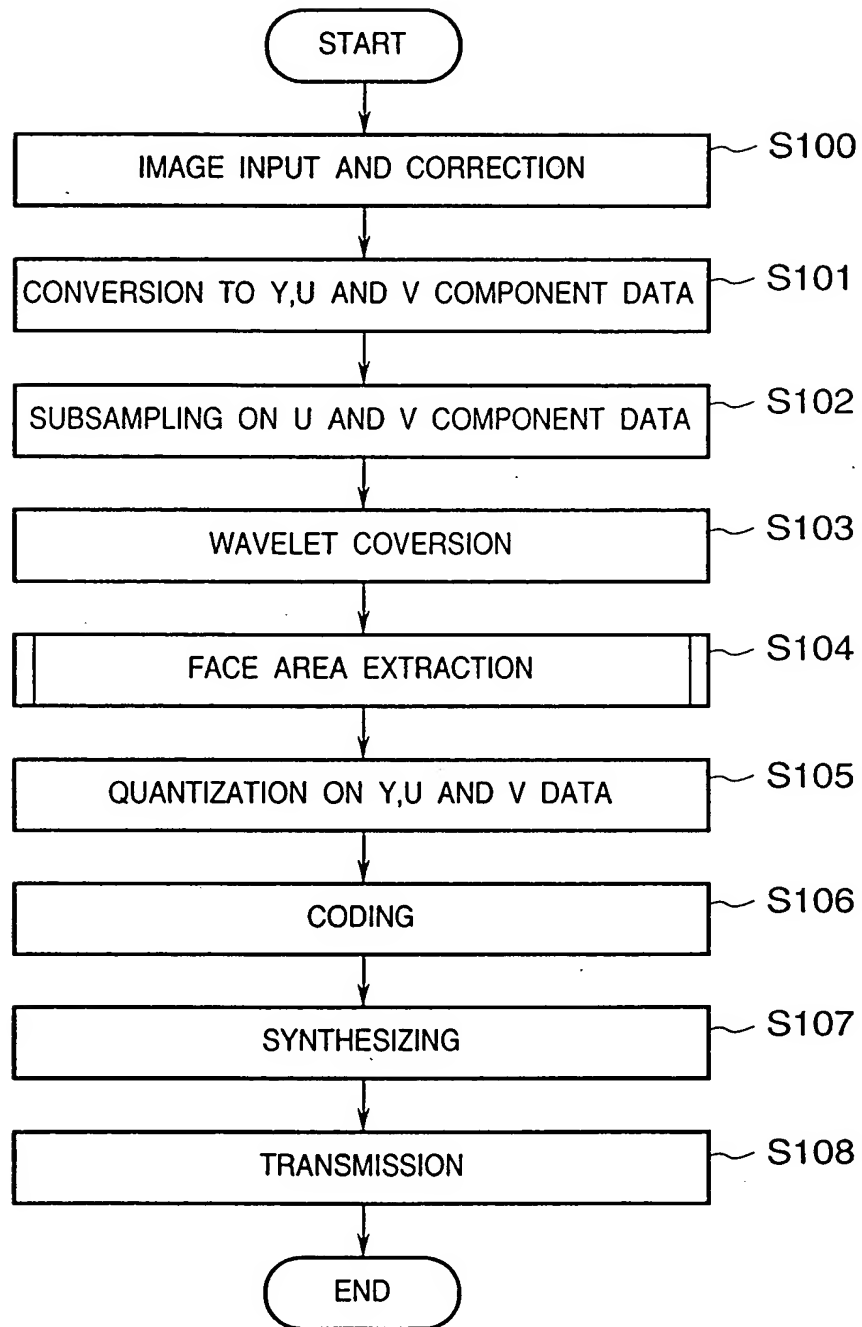 START
IMAGE INPUT AND CORRECTION
S100
CONVERSION TO Y,U AND V COMPONENT DATA
S101
SUBSAMPLING ON U AND V COMPONENT DATA
S102
WAVELET COVERSION
S103
FACE AREA EXTRACTION
S104
QUANTIZATION ON Y,U AND V DATA
S105
CODING
S106
SYNTHESIZING
S107
TRANSMISSION
S108
END